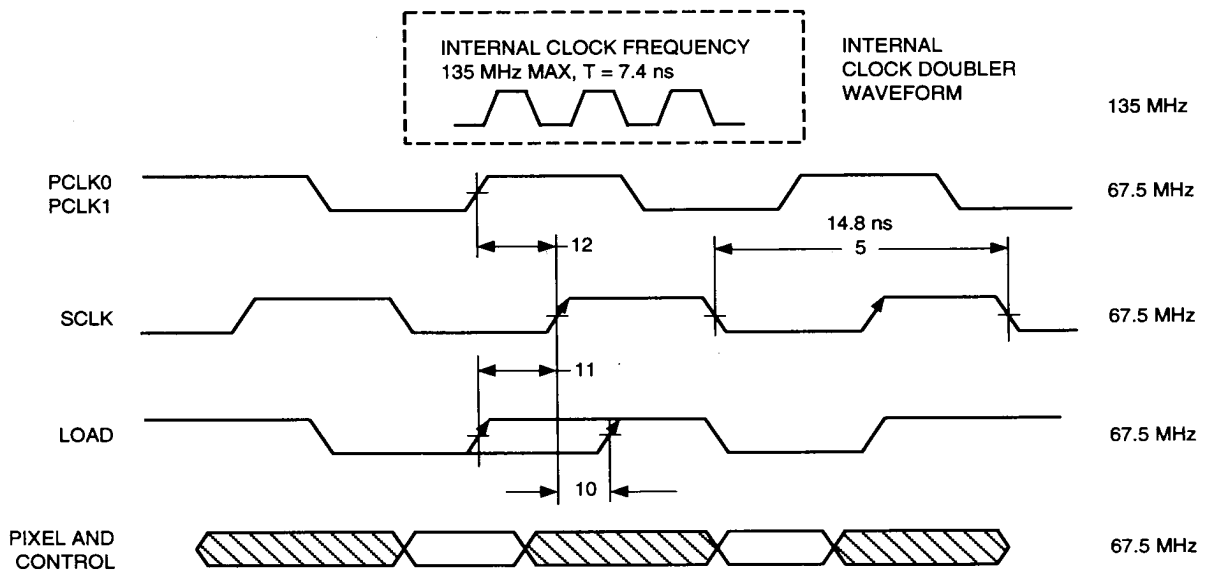 INTERNAL CLOCK FREQUENCY
135 MHz MAX, T = 7.4 ns
INTERNAL
CLOCK DOUBLER
WAVEFORM
135 MHz
PCLK0
PCLK1
67.5 MHz
12
14.8 ns
5
SCLK
67.5 MHz
11
LOAD
67.5 MHz
10
PIXEL AND
CONTROL
67.5 MHz